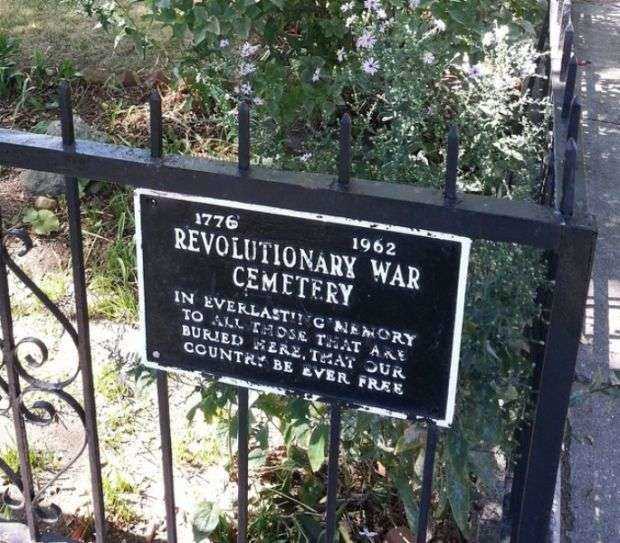 1776 1962
REVOLUTIONARY WAR
CEMETERY
IN EVERLASTING MEMORY
TO ALL THOSE THAT ARE
BURIED HERE, THAT OUR
COUNTRY BE EVER FREE